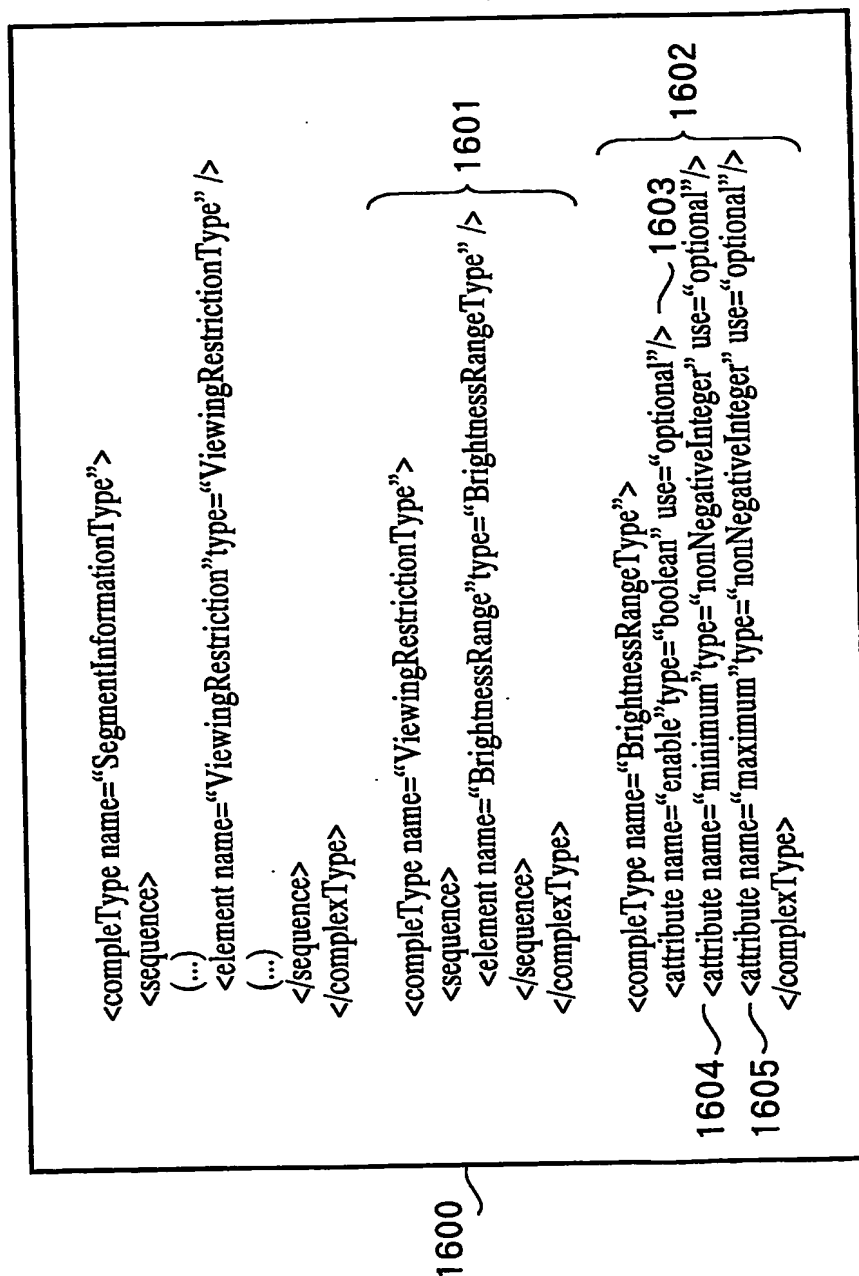 1600
<compleType name=“SegmentInformationType”>
<sequence>
(...)
<element name=“ViewingRestriction”type=“ViewingRestrictionType” />
(...)
</sequence>
</complexType>
<compleType name=“ViewingRestrictionType”>
<sequence>
<element name=“BrightnessRange”type=“BrightnessRangeType” />
</sequence>
</complexType>
1601
<compleType name=“BrightnessRangeType”>
<attribute name=“enable”type=“boolean” use=“optional”/> 1603
1604 <attribute name=“minimum”type=“nonNegativeInteger” use=“optional”/>
1605 <attribute name=“maximum”type=“nonNegativeInteger” use=“optional”/>
</complexType>
1602